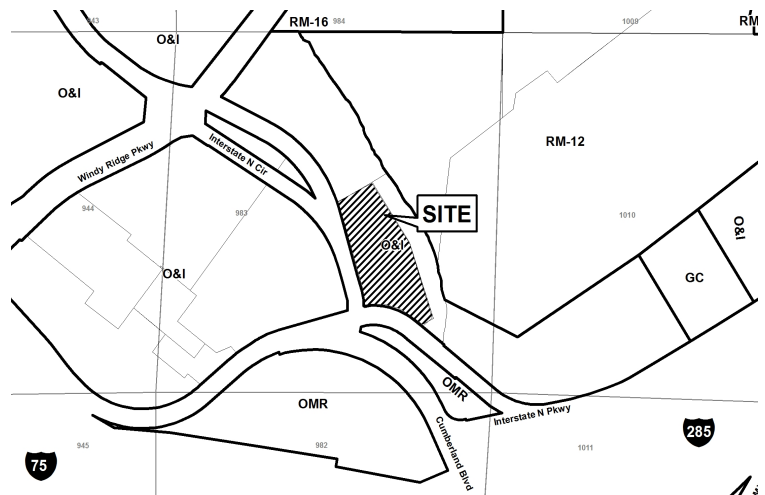 943
O&I
RM-16
984
1009
RM
O&I
Windy Ridge Pkwy
Interstate N Cir
RM-12
944
983
SITE
1010
O&I
O&I
O&I
GC
OMR
OMR
Interstate N Pkwy
Cumberland Blvd
945
982
1011
75
285